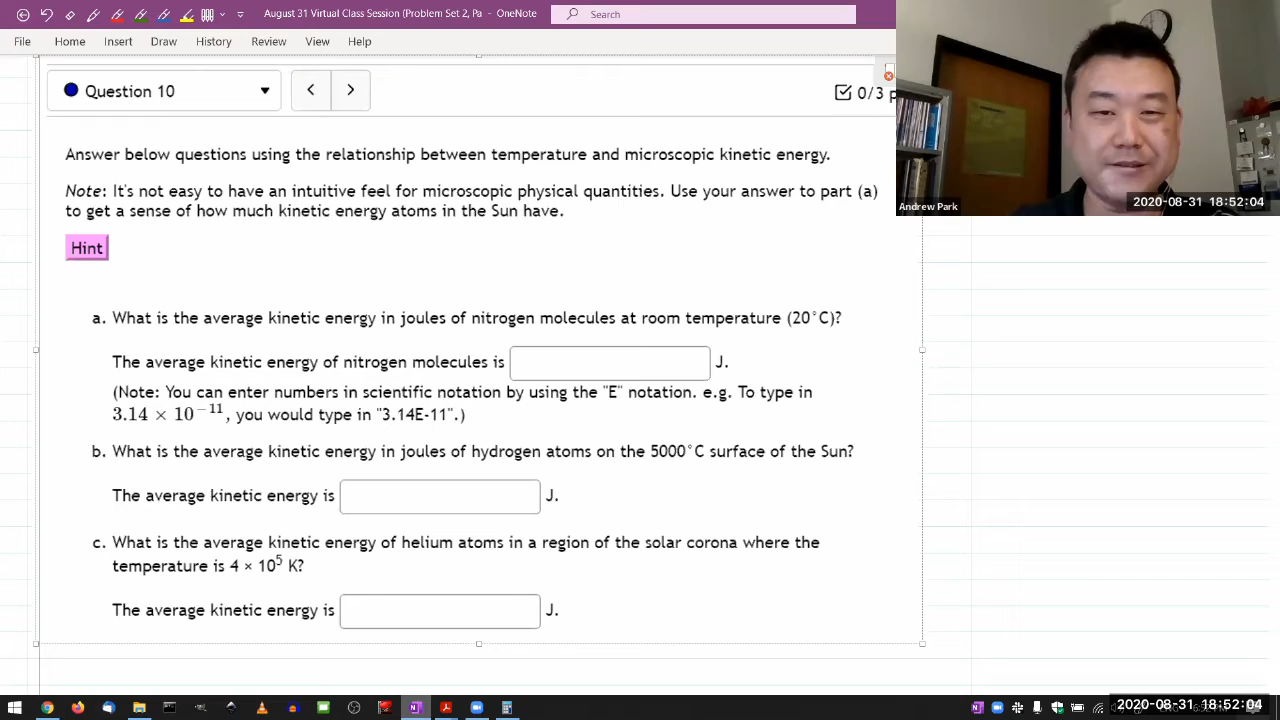 Phys 10 - Homework Set 2, Pa - OneNote
Search
File Home Insert Draw History Review View Help
Question 10
0/3 p
Answer below questions using the relationship between temperature and microscopic kinetic energy.
Note: It's not easy to have an intuitive feel for microscopic physical quantities. Use your answer to part (a)
to get a sense of how much kinetic energy atoms in the Sun have.
Hint
a. What is the average kinetic energy in joules of nitrogen molecules at room temperature (20°C)?
The average kinetic energy of nitrogen molecules is J.
(Note: You can enter numbers in scientific notation by using the "E" notation. e.g. To type in
3.14 × 10⁻¹¹, you would type in "3.14E-11".)
b. What is the average kinetic energy in joules of hydrogen atoms on the 5000°C surface of the Sun?
The average kinetic energy is J.
c. What is the average kinetic energy of helium atoms in a region of the solar corona where the
temperature is 4 × 10⁵ K?
The average kinetic energy is J.
Andrew Park
2020-08-31 18:52:04
2020-08-31 18:52:04